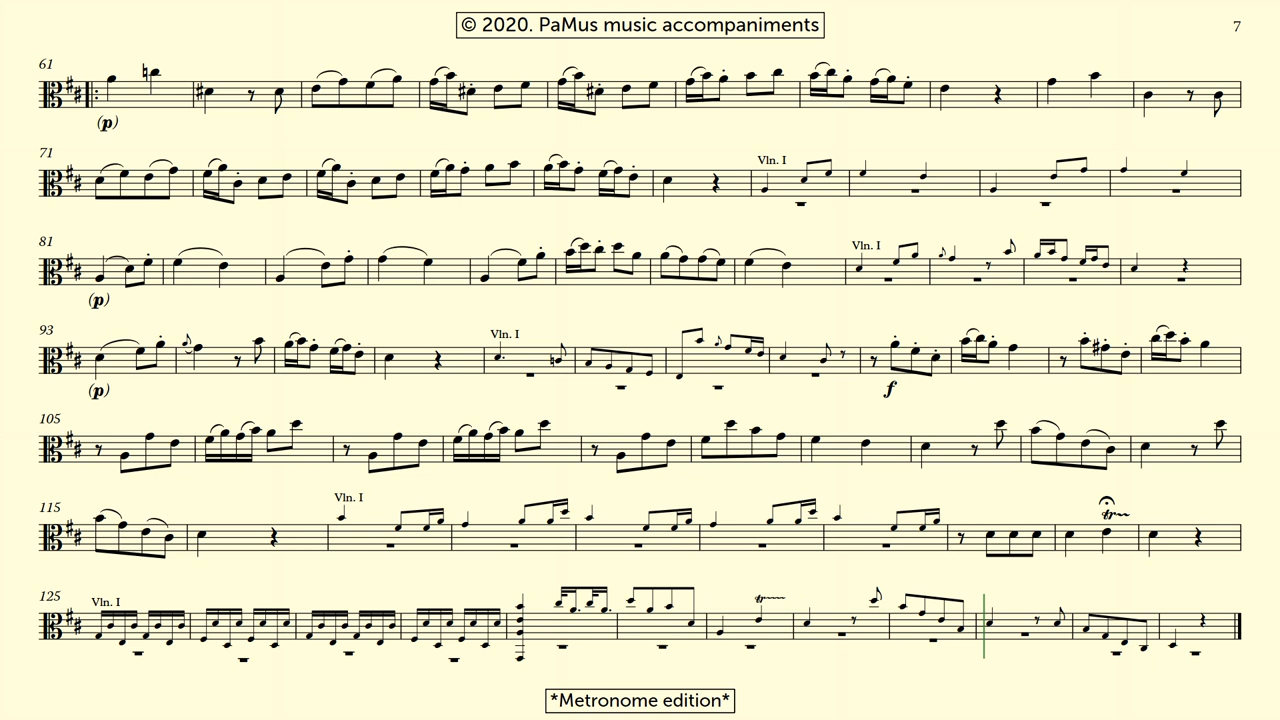 © 2020. PaMus music accompaniments
7
61
(p)
71
Vln. I
81
Vln. I
(p)
93
Vln. I
(p)
f
105
115
Vln. I
tr
125
Vln. I
tr
*Metronome edition*